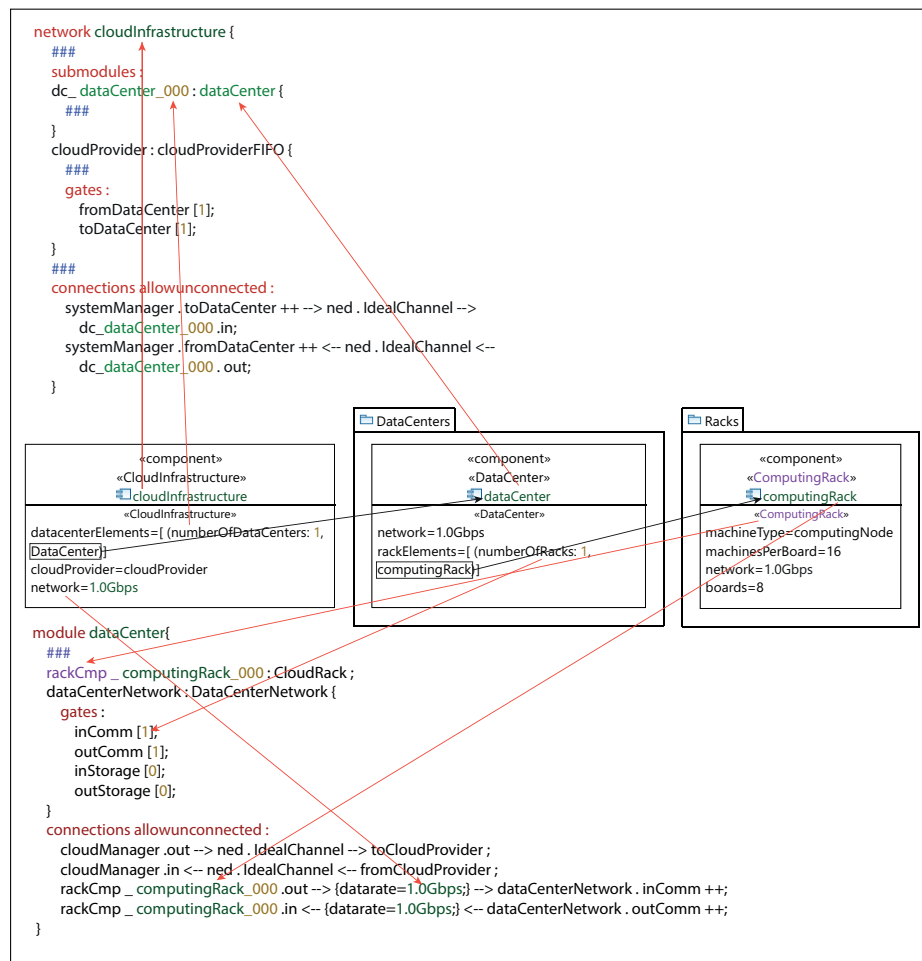 network cloudInfrastructure {
###
submodules :
dc_ dataCenter_000 : dataCenter {
###
}
cloudProvider : cloudProviderFIFO {
###
gates :
fromDataCenter [1];
toDataCenter [1];
}
###
connections allowunconnected :
systemManager . toDataCenter ++ --> ned . IdealChannel -->
dc_dataCenter_000 .in;
systemManager . fromDataCenter ++ <-- ned . IdealChannel <--
dc_dataCenter_000 . out;
}
«component»
«CloudInfrastructure»
cloudInfrastructure
«CloudInfrastructure»
datacenterElements=[ (numberOfDataCenters: 1,
DataCenter)]
cloudProvider=cloudProvider
network=1.0Gbps
DataCenters
«component»
«DataCenter»
dataCenter
«DataCenter»
network=1.0Gbps
rackElements=[ (numberOfRacks: 1,
computingRack)]
Racks
«component»
«ComputingRack»
computingRack
«ComputingRack»
machineType=computingNode
machinesPerBoard=16
network=1.0Gbps
boards=8
module dataCenter{
###
rackCmp _ computingRack_000 : CloudRack ;
dataCenterNetwork : DataCenterNetwork {
gates :
inComm [1];
outComm [1];
inStorage [0];
outStorage [0];
}
connections allowunconnected :
cloudManager .out --> ned . IdealChannel --> toCloudProvider ;
cloudManager .in <-- ned . IdealChannel <-- fromCloudProvider ;
rackCmp _ computingRack_000 .out --> {datarate=1.0Gbps;} --> dataCenterNetwork . inComm ++;
rackCmp _ computingRack_000 .in <-- {datarate=1.0Gbps;} <-- dataCenterNetwork . outComm ++;
}